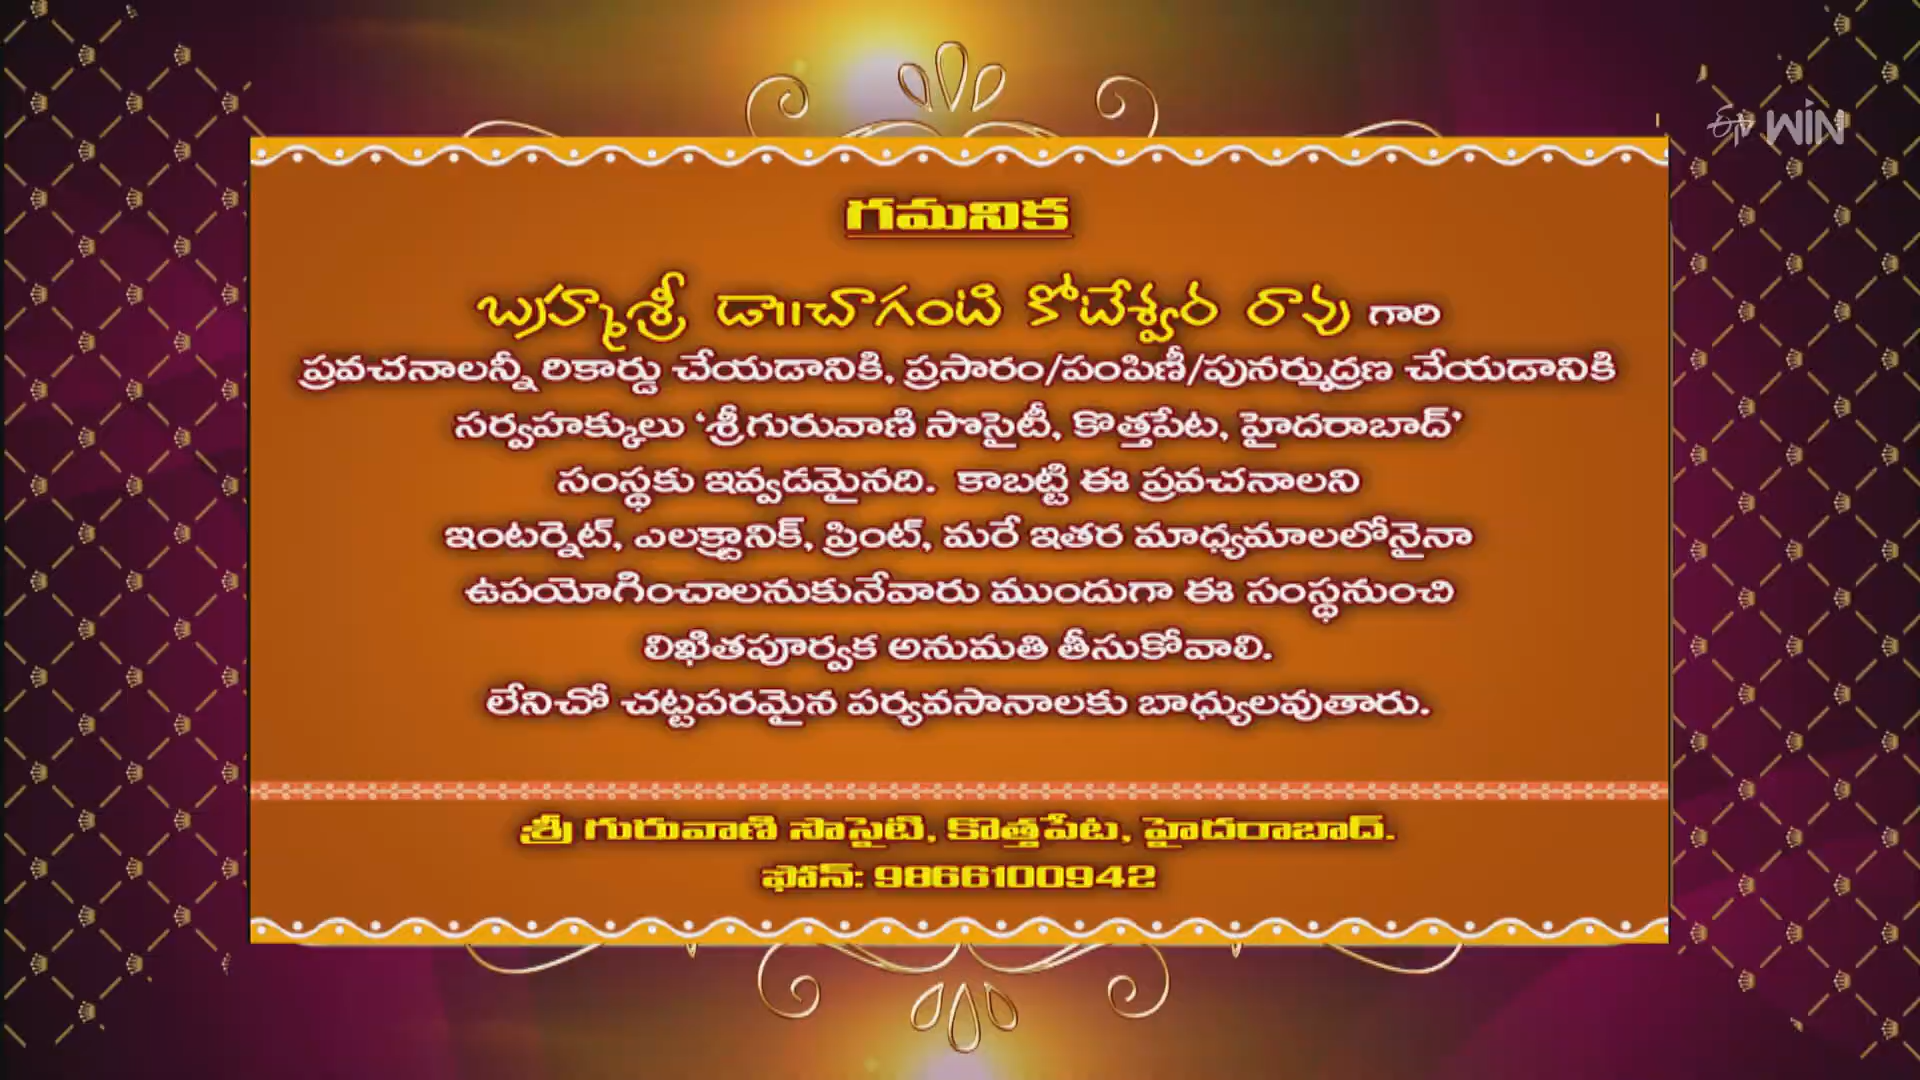 ఈటీవీ WIN
గమనిక
బ్రహ్మశ్రీ డా॥చాగంటి కోటేశ్వర రావు గారి
ప్రవచనాలన్నీ రికార్డు చేయడానికి, ప్రసారం/పంపిణీ/పునర్ముద్రణ చేయడానికి
సర్వహక్కులు ‘శ్రీగురువాణి సొసైటీ, కొత్తపేట, హైదరాబాద్’
సంస్థకు ఇవ్వడమైనది. కాబట్టి ఈ ప్రవచనాలని
ఇంటర్నెట్, ఎలక్ట్రానిక్, ప్రింట్, మరే ఇతర మాధ్యమాలలోనైనా
ఉపయోగించాలనుకునేవారు ముందుగా ఈ సంస్థనుంచి
లిఖితపూర్వక అనుమతి తీసుకోవాలి.
లేనిచో చట్టపరమైన పర్యవసానాలకు బాధ్యులవుతారు.
శ్రీ గురువాణి సొసైటి, కొత్తపేట, హైదరాబాద్.
ఫోన్: 9866100942